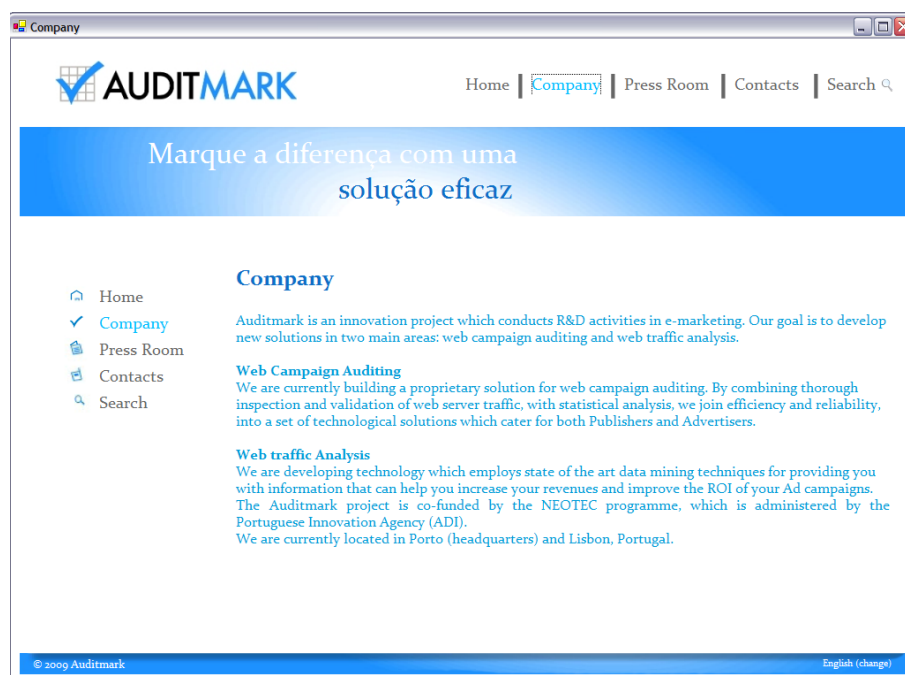 Company
AUDITMARK
Home Company Press Room Contacts Search
Marque a diferença com uma
solução eficaz
Home
Company
Press Room
Contacts
Search
Company
Auditmark is an innovation project which conducts R&D activities in e-marketing. Our goal is to develop
new solutions in two main areas: web campaign auditing and web traffic analysis.
Web Campaign Auditing
We are currently building a proprietary solution for web campaign auditing. By combining thorough
inspection and validation of web server traffic, with statistical analysis, we join efficiency and reliability,
into a set of technological solutions which cater for both Publishers and Advertisers.
Web traffic Analysis
We are developing technology which employs state of the art data mining techniques for providing you
with information that can help you increase your revenues and improve the ROI of your Ad campaigns.
The Auditmark project is co-funded by the NEOTEC programme, which is administered by the
Portuguese Innovation Agency (ADI).
We are currently located in Porto (headquarters) and Lisbon, Portugal.
© 2009 Auditmark English (change)